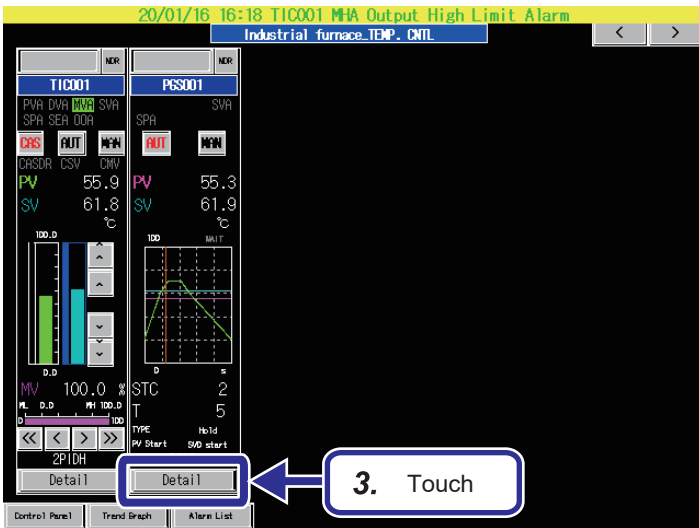 20/01/16 16:18 TIC001 MHA Output High Limit Alarm
Industrial furnace_TEMP. CNTL
< >
NOR
TIC001
PVA DVA MVA SVA
SPA SEA OOA
CAS AUT MAN
CASDR CSV CMV
PV 55.9
SV 61.8
℃
100.0
0.0
MV 100.0 %
ML 0.0 MH 100.0
0 100
<< < > >>
2PIDH
Detail
NOR
PGS001
SVA
SPA
AUT MAN
PV 55.3
SV 61.9
℃
100 WAIT
0 s
STC 2
T 5
TYPE Hold
PV Start SV0 start
Detail
3. Touch
Control Panel Trend Graph Alarm List